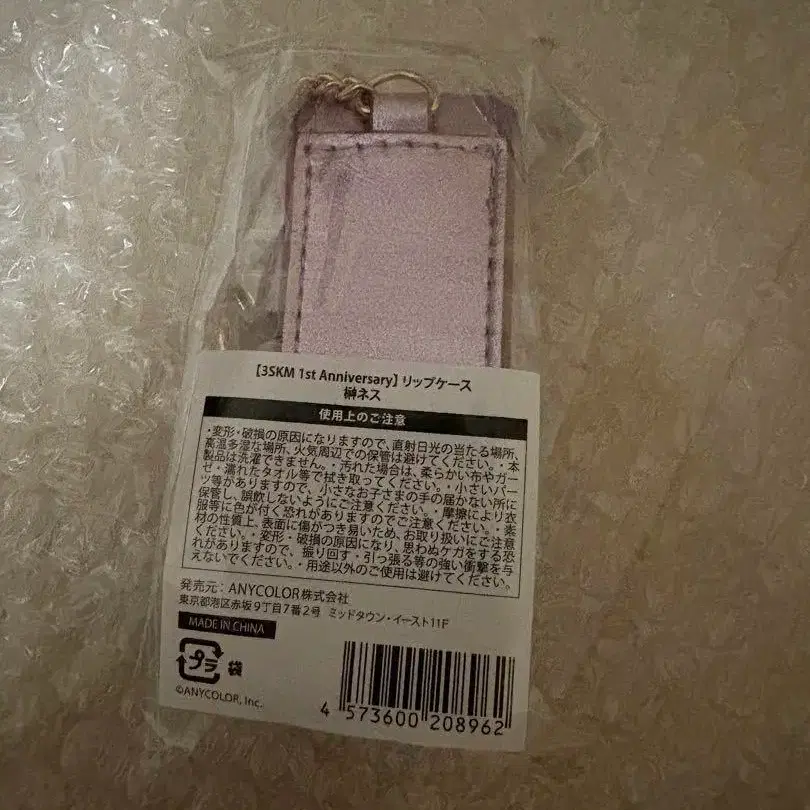 【3SKM 1st Anniversary】リップケース
榊ネス
使用上のご注意
・変形・破損の原因になりますので、直射日光の当たる場所、
高温多湿な場所、火気周辺での保管は避けてください。・本
製品は洗濯できません。・汚れた場合は、柔らかい布やガー
ゼ・濡れたタオル等で拭き取ってください。・小さいパー
ツ等がありますので、小さなお子さまの手の届かない所に
保管し、誤飲しないようにご注意ください。・摩擦により衣
服等に色が付く恐れがありますのでご注意ください。・素
材の性質上、表面に傷がつき易いため、お取り扱いにご注意
ください。・変形・破損の原因になり、思わぬケガをする恐
れがありますので、振り回す・引っ張る等の強い衝撃を与
えないでください。・用途以外のご使用は避けてください。
発売元：ANYCOLOR株式会社
東京都港区赤坂9丁目7番2号 ミッドタウン・イースト11F
MADE IN CHINA
プラ 袋
©ANYCOLOR, Inc.
4 573600 208962